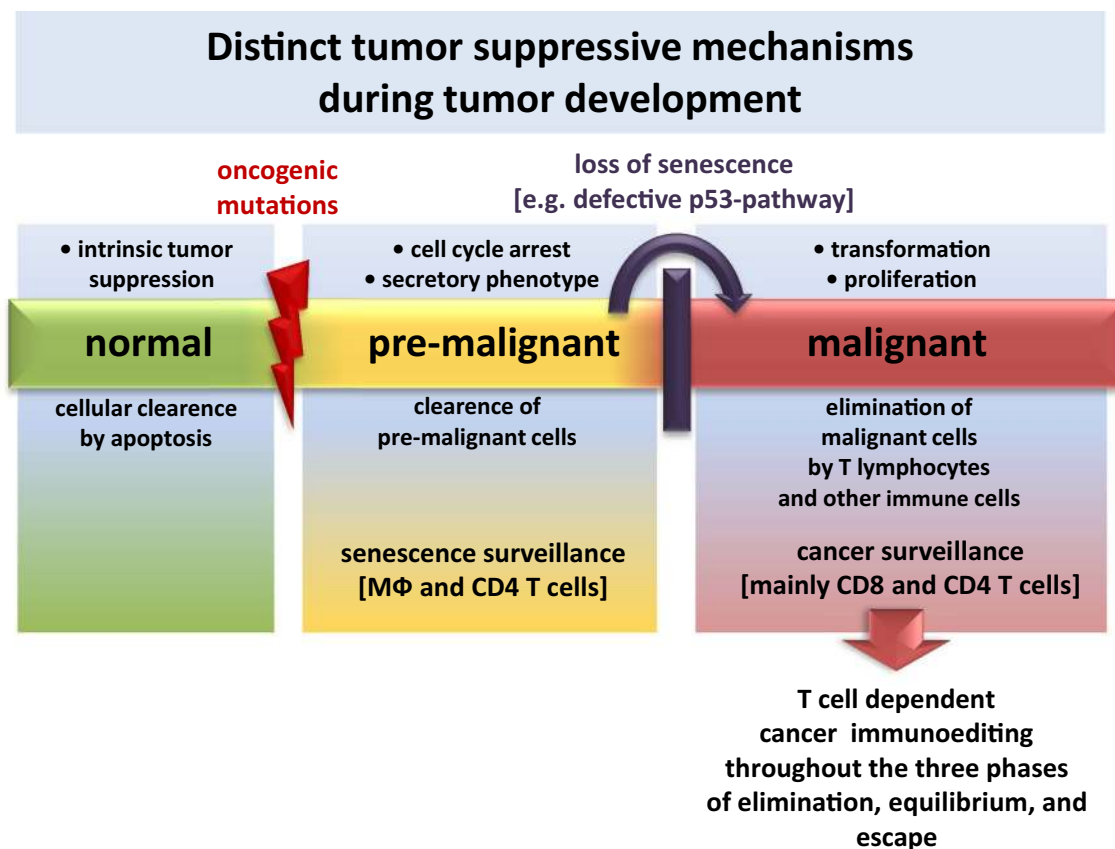 Distinct tumor suppressive mechanisms
during tumor development
oncogenic
mutations
loss of senescence
[e.g. defective p53-pathway]
• intrinsic tumor
suppression
normal
cellular clearence
by apoptosis
• cell cycle arrest
• secretory phenotype
pre-malignant
clearence of
pre-malignant cells
senescence surveillance
[MΦ and CD4 T cells]
• transformation
• proliferation
malignant
elimination of
malignant cells
by T lymphocytes
and other immune cells
cancer surveillance
[mainly CD8 and CD4 T cells]
T cell dependent
cancer immunoediting
throughout the three phases
of elimination, equilibrium, and
escape